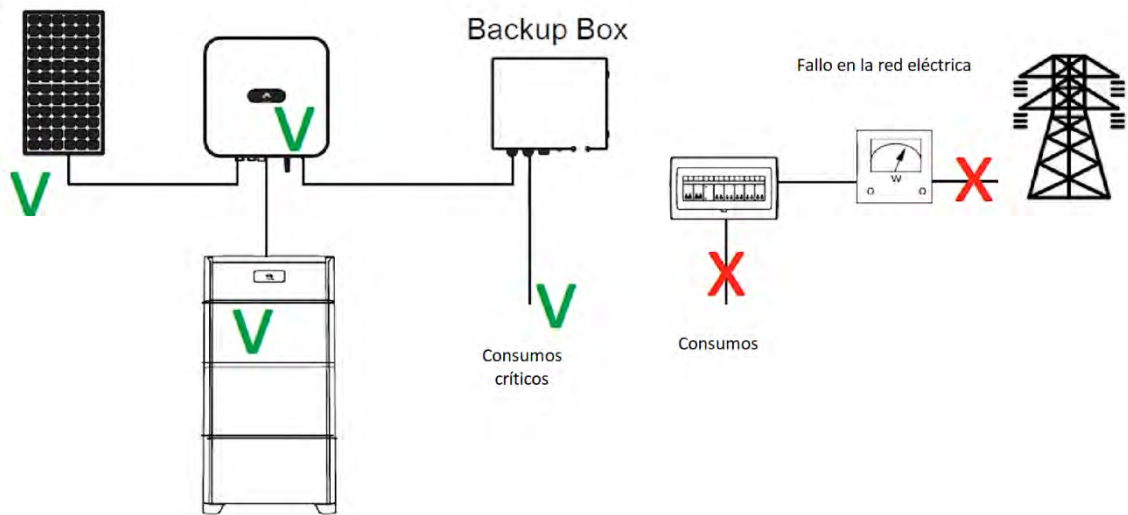 Backup Box
Fallo en la red eléctrica
V
W
X
V
X
V
V
Consumos
críticos
Consumos